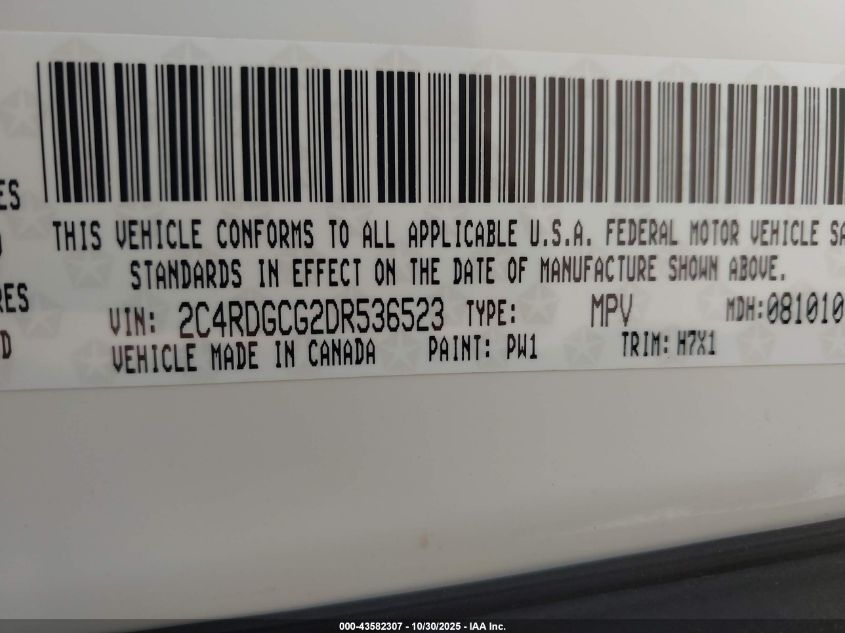 ES
THIS VEHICLE CONFORMS TO ALL APPLICABLE U.S.A. FEDERAL MOTOR VEHICLE SA
STANDARDS IN EFFECT ON THE DATE OF MANUFACTURE SHOWN ABOVE.
RES
VIN: 2C4RDGCG2DR536523 TYPE: MPV MDH:081010
D
VEHICLE MADE IN CANADA PAINT: PW1 TRIM: H7X1
000-43582307 - 10/30/2025 - IAA Inc.